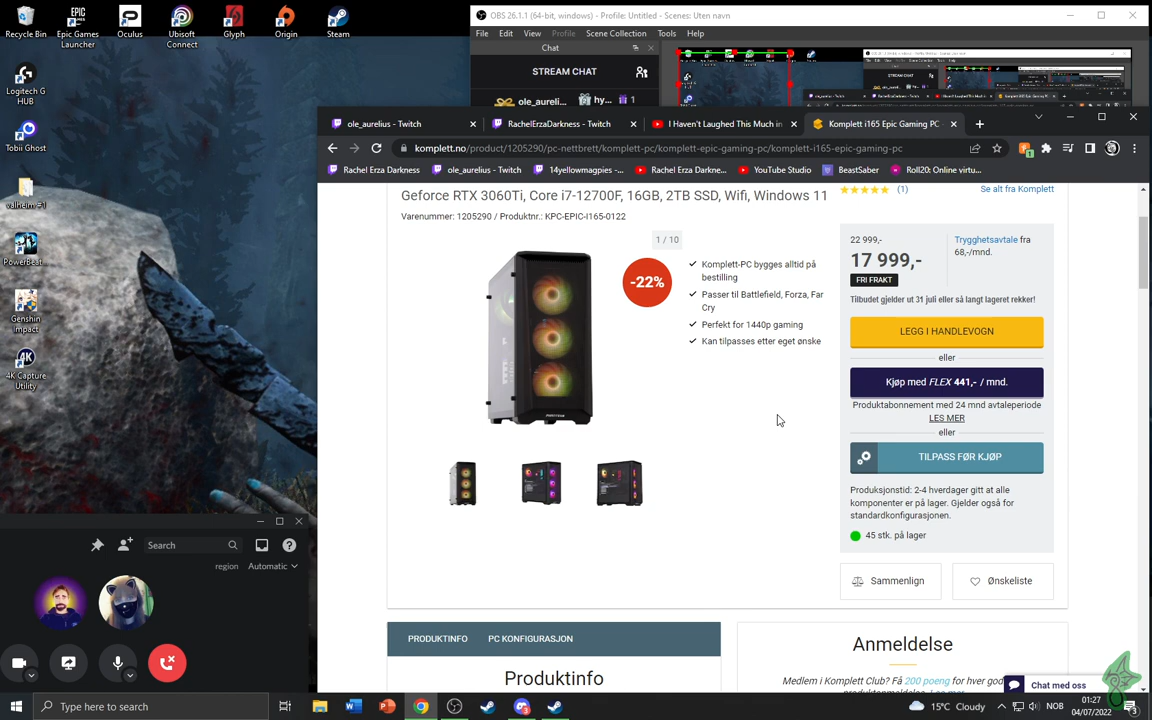 Recycle Bin
Epic Games Launcher
Oculus
Ubisoft Connect
Glyph
Origin
Steam
Logitech G HUB
Tobii Ghost
valheim #1
PowerBeat...
Genshin Impact
4K Capture Utility
OBS 26.1.1 (64-bit, windows) - Profile: Untitled - Scenes: Uten navn
File Edit View Profile Scene Collection Tools Help
Chat
STREAM CHAT
ole_aureli... hy... 1
ole_aurelius - Twitch
RachelErzaDarkness - Twitch
I Haven't Laughed This Much in
Komplett i165 Epic Gaming PC -
komplett.no/product/1205290/pc-nettbrett/komplett-pc/komplett-epic-gaming-pc/komplett-i165-epic-gaming-pc
Rachel Erza Darkness
ole_aurelius - Twitch
14yellowmagpies -...
Rachel Erza Darkne...
YouTube Studio
BeastSaber
Roll20: Online virtu...
Geforce RTX 3060Ti, Core i7-12700F, 16GB, 2TB SSD, Wifi, Windows 11
(1)
Se alt fra Komplett
Varenummer: 1205290 / Produktnr.: KPC-EPIC-I165-0122
1 / 10
-22%
Komplett-PC bygges alltid på
bestilling
Passer til Battlefield, Forza, Far
Cry
Perfekt for 1440p gaming
Kan tilpasses etter eget ønske
22 999,-
17 999,-
FRI FRAKT
Trygghetsavtale fra
68,-/mnd.
Tilbudet gjelder ut 31 juli eller så langt lageret rekker!
LEGG I HANDLEVOGN
eller
Kjøp med FLEX 441,- / mnd.
Produktabonnement med 24 mnd avtaleperiode
LES MER
eller
TILPASS FØR KJØP
Produksjonstid: 2-4 hverdager gitt at alle
komponenter er på lager. Gjelder også for
standardkonfigurasjonen.
45 stk. på lager
Sammenlign
Ønskeliste
PRODUKTINFO PC KONFIGURASJON
Produktinfo
Anmeldelse
Medlem i Komplett Club? Få 200 poeng for hver god
Chat med oss
Search
region Automatic
Type here to search
15°C Cloudy
NOB
01:27
04/07/2022
3